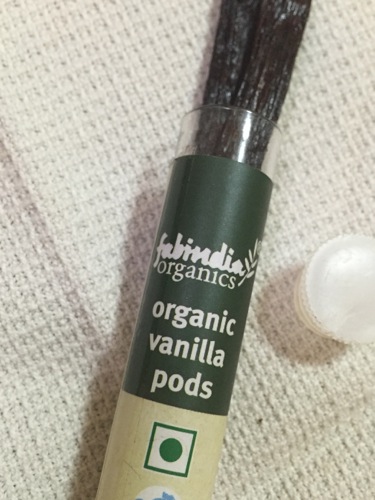 fabindia
organics
organic
vanilla
pods